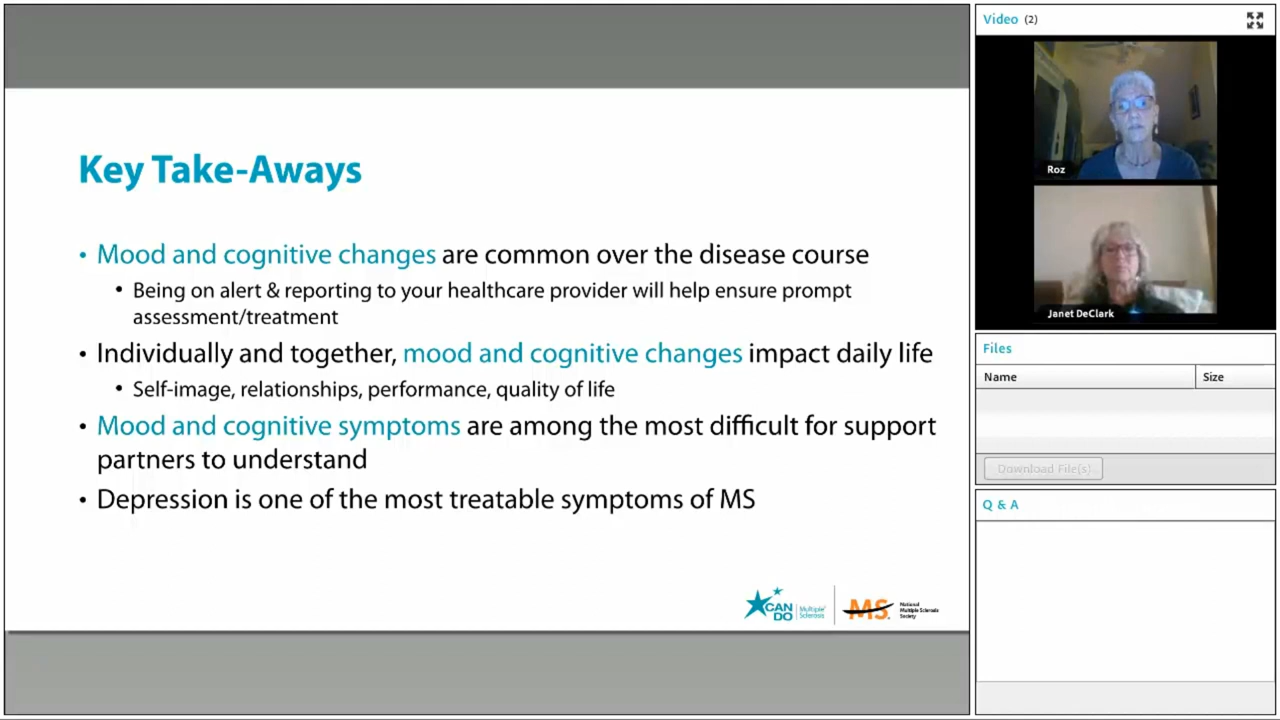 Key Take-Aways
• Mood and cognitive changes are common over the disease course
• Being on alert & reporting to your healthcare provider will help ensure prompt
assessment/treatment
• Individually and together, mood and cognitive changes impact daily life
• Self-image, relationships, performance, quality of life
• Mood and cognitive symptoms are among the most difficult for support
partners to understand
• Depression is one of the most treatable symptoms of MS
CAN
DO
Multiple
Sclerosis
MS
National
Multiple Sclerosis
Society
Video (2)
Roz
Janet DeClark
Files
Name Size
Download File(s)
Q & A